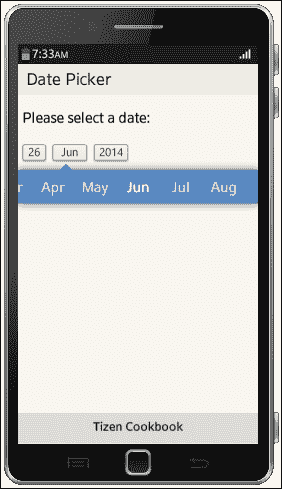 7:33AM
Date Picker
Please select a date:
26 Jun 2014
r Apr May Jun Jul Aug
Tizen Cookbook